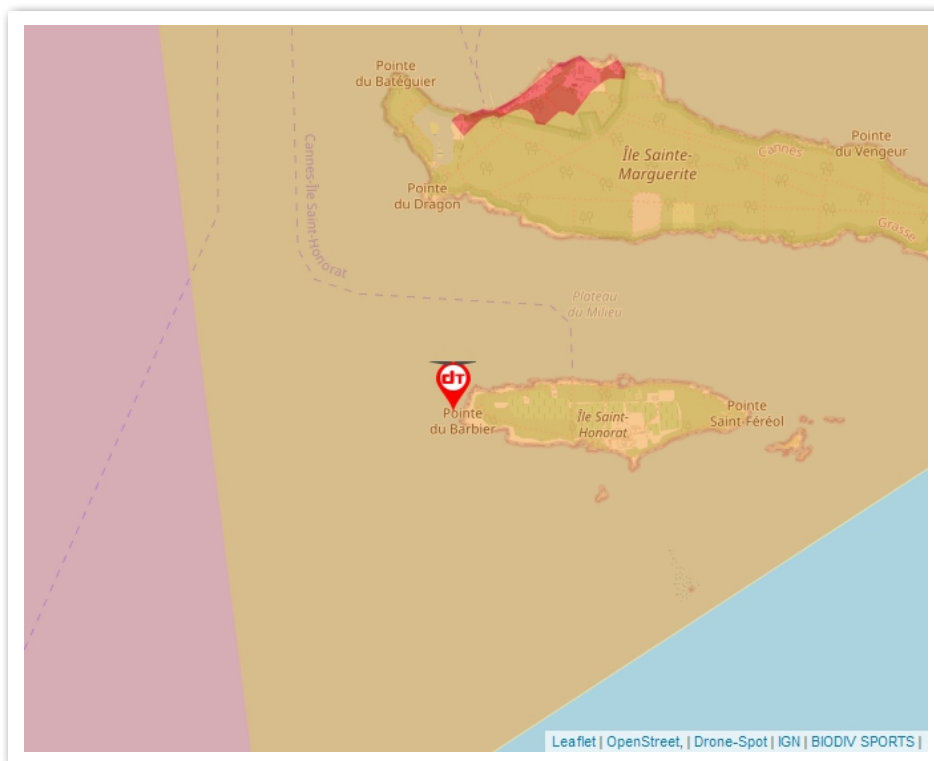 Pointe
du Batéguier
Cannes-Île Saint-Honorat
Île Sainte-
Marguerite
Cannes
Pointe
du Vengeur
Pointe
du Dragon
Grasse
Plateau
du Milieu
dT
Pointe
du Barbier
Île Saint-
Honorat
Pointe
Saint-Féréol
Leaflet | OpenStreet, | Drone-Spot | IGN | BIODIV SPORTS |